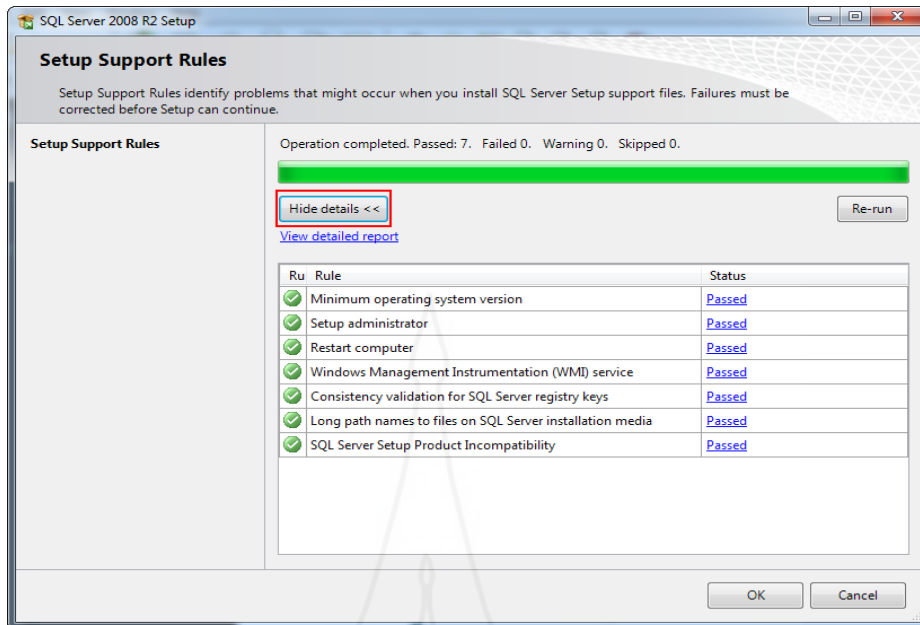 SQL Server 2008 R2 Setup
Setup Support Rules
Setup Support Rules identify problems that might occur when you install SQL Server Setup support files. Failures must be
corrected before Setup can continue.
Setup Support Rules
Operation completed. Passed: 7. Failed 0. Warning 0. Skipped 0.
Hide details <<
Re-run
View detailed report
Ru Rule Status
Minimum operating system version Passed
Setup administrator Passed
Restart computer Passed
Windows Management Instrumentation (WMI) service Passed
Consistency validation for SQL Server registry keys Passed
Long path names to files on SQL Server installation media Passed
SQL Server Setup Product Incompatibility Passed
OK Cancel